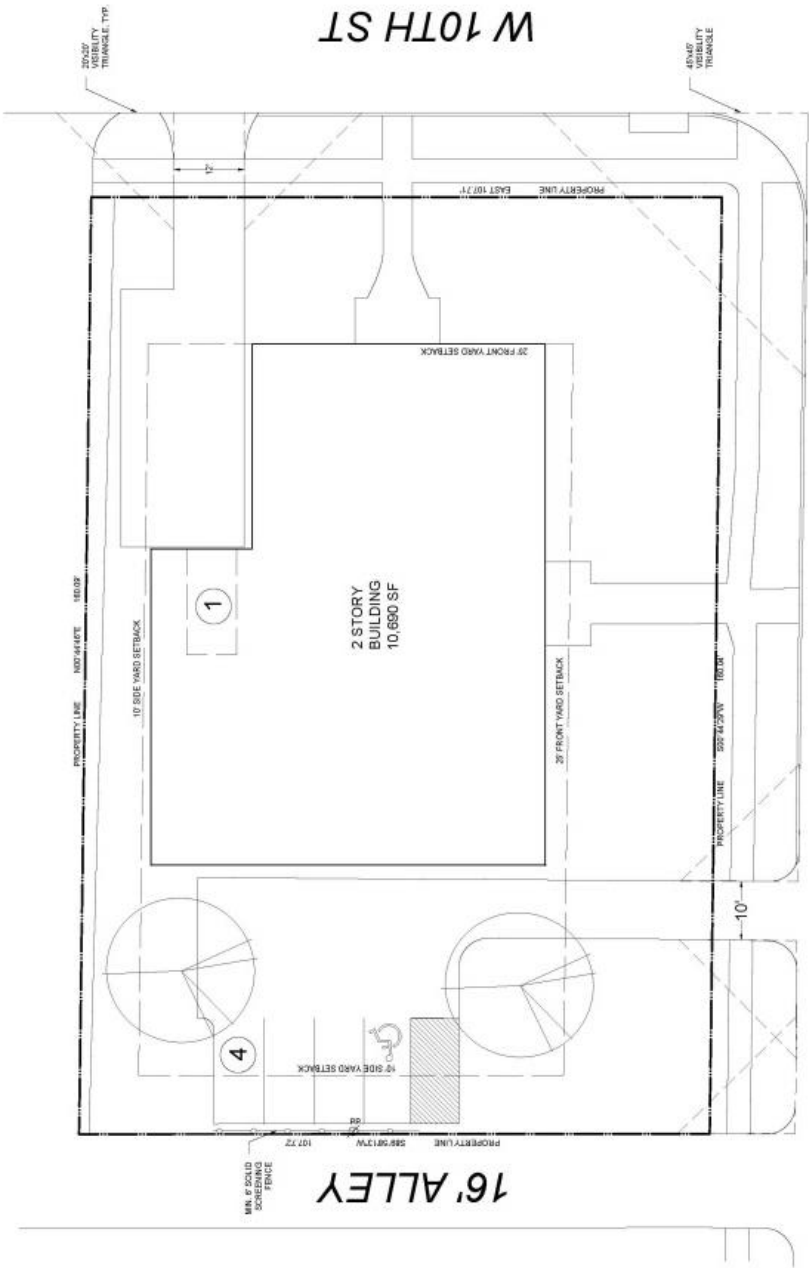 W 10TH ST
20'x20'
VISIBILITY
TRIANGLE, TYP.
45'x45'
VISIBILITY
TRIANGLE
12'
PROPERTY LINE EAST 107.71'
25' FRONT YARD SETBACK
PROPERTY LINE N00°44'46"E 160.09'
10' SIDE YARD SETBACK
1
2 STORY
BUILDING
10,690 SF
25' FRONT YARD SETBACK
PROPERTY LINE S00°44'29"W 160.04'
10'
4
10' SIDE YARD SETBACK
PP
PROPERTY LINE S89°58'13"W 107.72'
MIN. 6' SOLID
SCREENING
FENCE
16' ALLEY